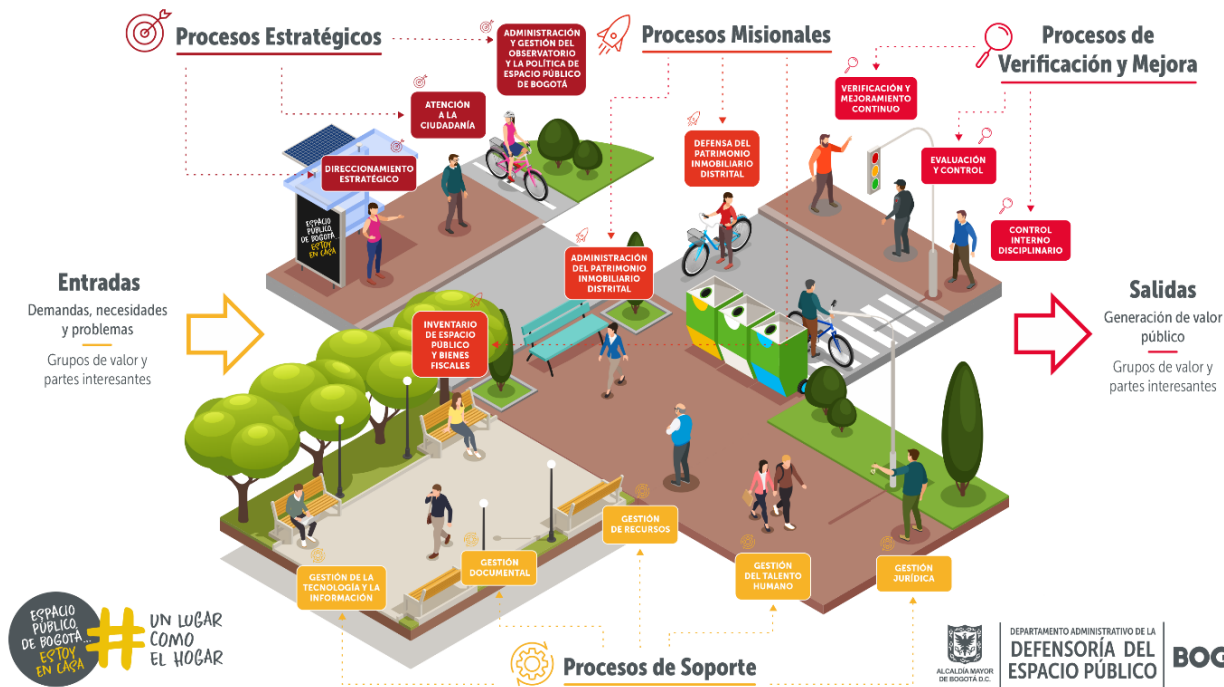 Procesos Estratégicos
ADMINISTRACIÓN
Y GESTIÓN DEL
OBSERVATORIO
Y LA POLÍTICA DE
ESPACIO PÚBLICO
DE BOGOTÁ
ATENCIÓN
A LA
CIUDADANÍA
DIRECCIONAMIENTO
ESTRATÉGICO
Procesos Misionales
DEFENSA DEL
PATRIMONIO
INMOBILIARIO
DISTRITAL
ADMINISTRACIÓN
DEL PATRIMONIO
INMOBILIARIO
DISTRITAL
INVENTARIO
DE ESPACIO
PÚBLICO
Y BIENES
FISCALES
Procesos de
Verificación y Mejora
VERIFICACIÓN Y
MEJORAMIENTO
CONTINUO
EVALUACIÓN
Y CONTROL
CONTROL
INTERNO
DISCIPLINARIO
ESPACIO
PÚBLICO,
DE BOGOTÁ...
ESTOY
EN CASA
Entradas
Demandas, necesidades
y problemas
Grupos de valor y
partes interesantes
Salidas
Generación de valor
público
Grupos de valor y
partes interesantes
GESTIÓN DE LA
TECNOLOGÍA Y LA
INFORMACIÓN
GESTIÓN
DOCUMENTAL
GESTIÓN
DE RECURSOS
GESTIÓN
DEL TALENTO
HUMANO
GESTIÓN
JURÍDICA
Procesos de Soporte
ESPACIO
PÚBLICO,
DE BOGOTÁ...
ESTOY
EN CASA
#
UN LUGAR
COMO
EL HOGAR
ALCALDÍA MAYOR
DE BOGOTÁ D.C.
DEPARTAMENTO ADMINISTRATIVO DE LA
DEFENSORÍA DEL
ESPACIO PÚBLICO
BOG